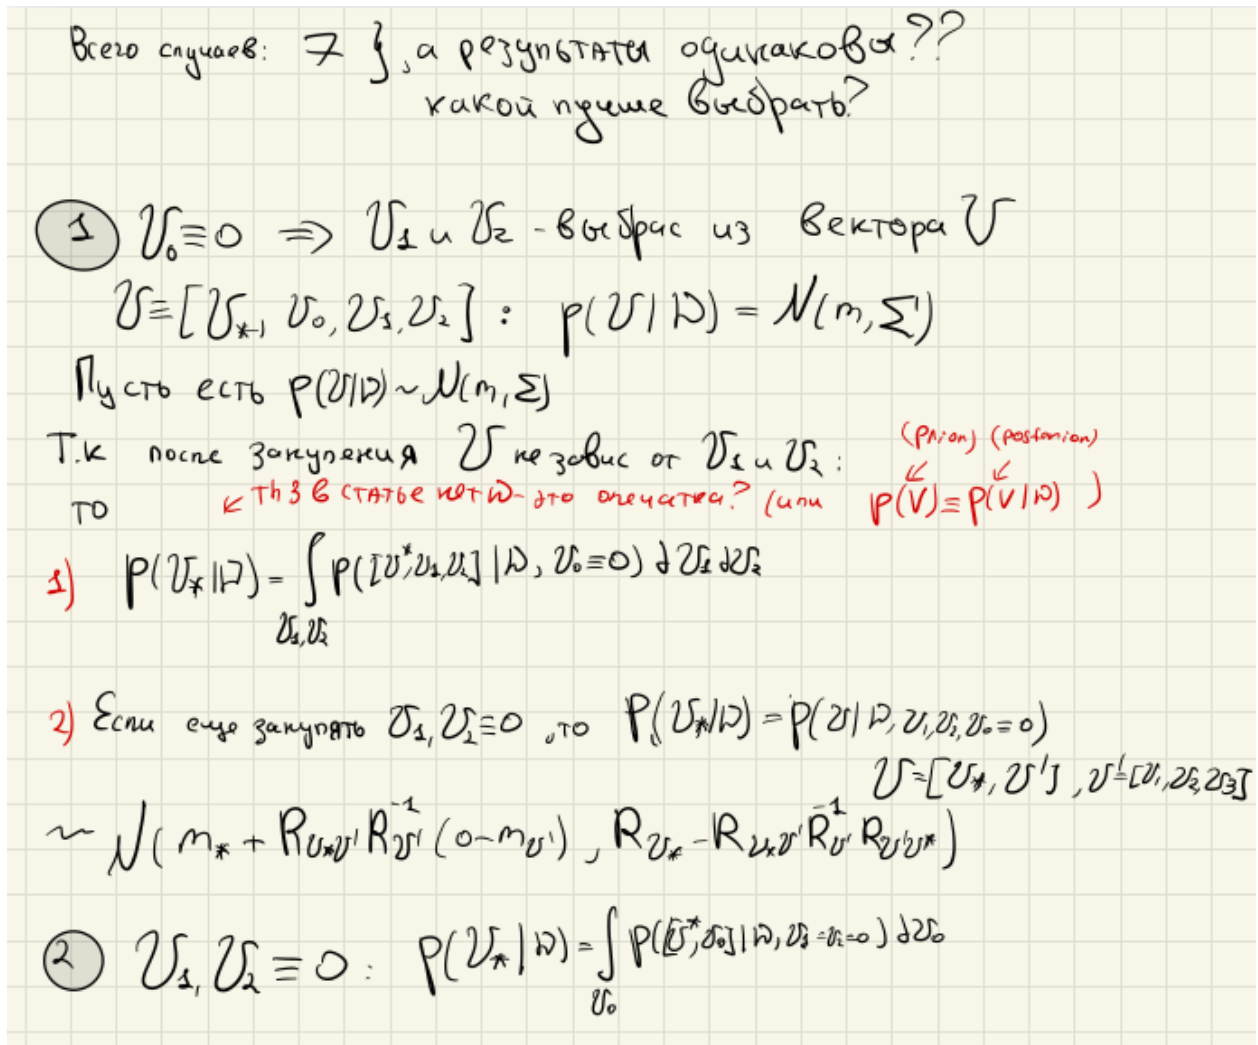 Всего случаев: 7 }, а результаты одинаковы??
какой лучше выбрать?
1 V₀≡0 ⇒ V₁ и V₂ - выбрас из вектора V
V≡[V*, V₀, V₁, V₂] : p(V|D) = N(m, Σ)
Пусть есть p(V|D) ~ N(m, Σ)
Т.к после зануления V не завис от V₁ и V₂ :
(prior) (posterior)
то ↙ Th 3 в статье нет D - это опечатка? (или p(V)≡p(V|D) )
1) p(V*|D) = ∫ p([V*, V₁, V₂] | D, V₀≡0) dV₁ dV₂
V₁, V₂
2) Если еще занулять V₁, V₂≡0, то P(V*|D) = p(V|D, V₁, V₂, V₀=0)
V=[V*, V'], V'=[V₁, V₂, V₃]
~ N( m* + R_{V*V'} R_{V'}⁻¹ (0-m_{V'}) , R_{V*} - R_{V*V'} R_{V'}⁻¹ R_{V'V*} )
2 V₁, V₂ ≡ 0 : p(V*|D) = ∫ p([V*, V₀] | D, V₁=V₂=0) dV₀
V₀